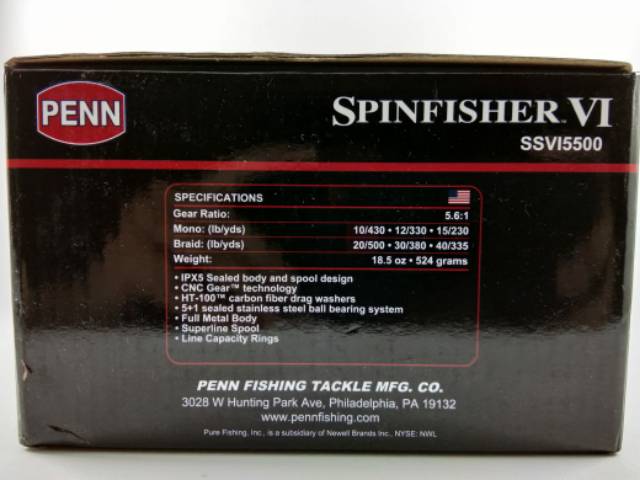 PENN
SPINFISHER™ VI
SSVI5500
SPECIFICATIONS
Gear Ratio: 5.6:1
Mono: (lb/yds) 10/430 • 12/330 • 15/230
Braid: (lb/yds) 20/500 • 30/380 • 40/335
Weight: 18.5 oz • 524 grams
• IPX5 Sealed body and spool design
• CNC Gear™ technology
• HT-100™ carbon fiber drag washers
• 5+1 sealed stainless steel ball bearing system
• Full Metal Body
• Superline Spool
• Line Capacity Rings
PENN FISHING TACKLE MFG. CO.
3028 W Hunting Park Ave, Philadelphia, PA 19132
www.pennfishing.com
Pure Fishing, Inc., is a subsidiary of Newell Brands Inc., NYSE: NWL